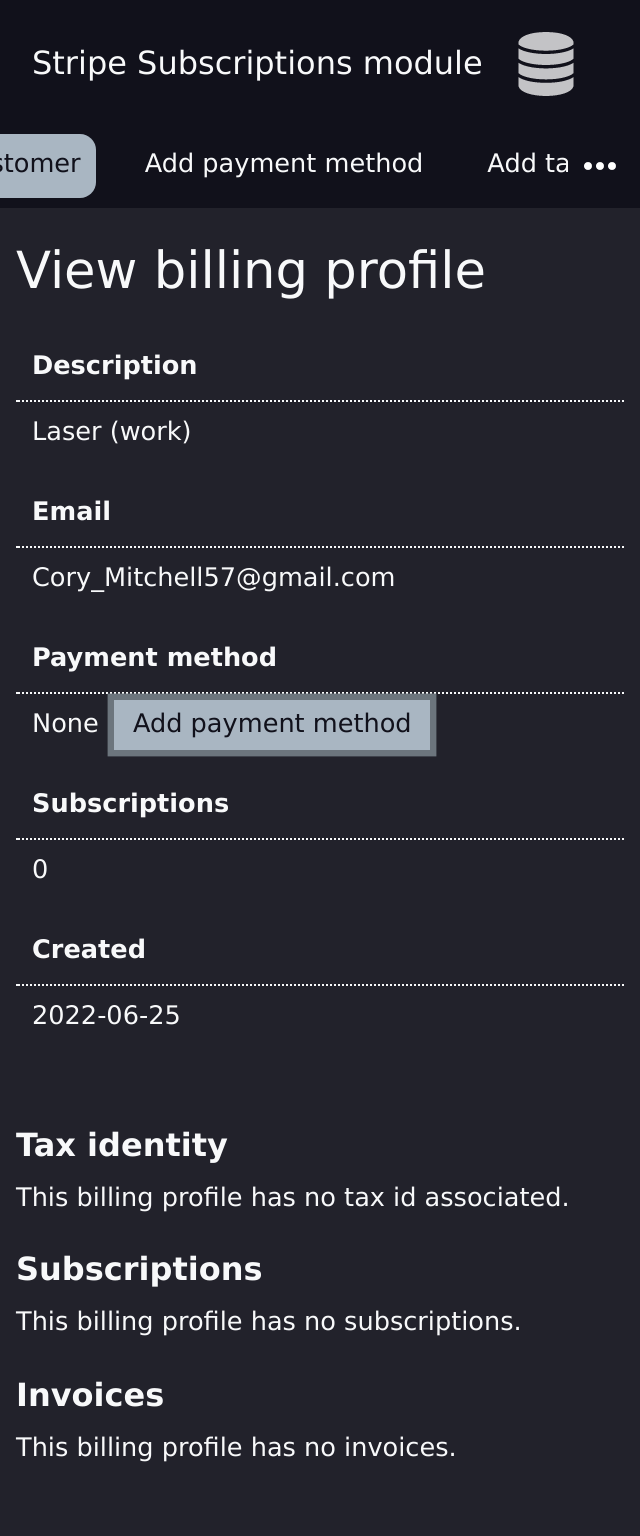 Stripe Subscriptions module
stomer Add payment method Add ta
View billing profile
Description
Laser (work)
Email
Cory_Mitchell57@gmail.com
Payment method
None Add payment method
Subscriptions
0
Created
2022-06-25
Tax identity
This billing profile has no tax id associated.
Subscriptions
This billing profile has no subscriptions.
Invoices
This billing profile has no invoices.